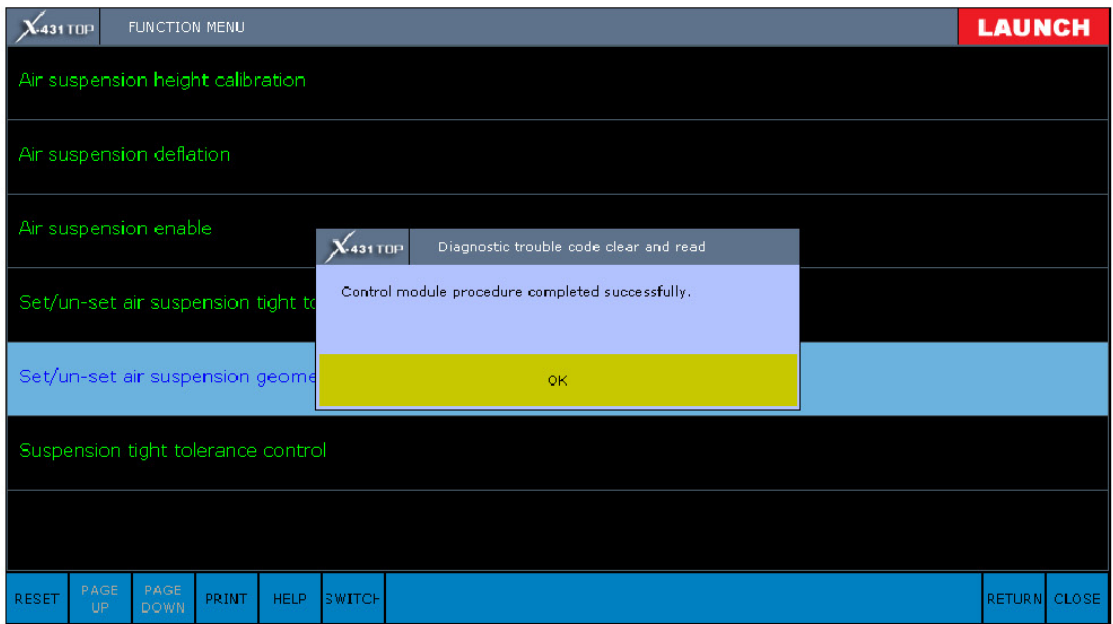 X-431 TOP FUNCTION MENU LAUNCH
Air suspension height calibration
Air suspension deflation
Air suspension enable
X-431 TOP Diagnostic trouble code clear and read
Set/un-set air suspension tight to
Control module procedure completed successfully.
Set/un-set air suspension geome
OK
Suspension tight tolerance control
RESET PAGE UP PAGE DOWN PRINT HELP SWITCH RETURN CLOSE